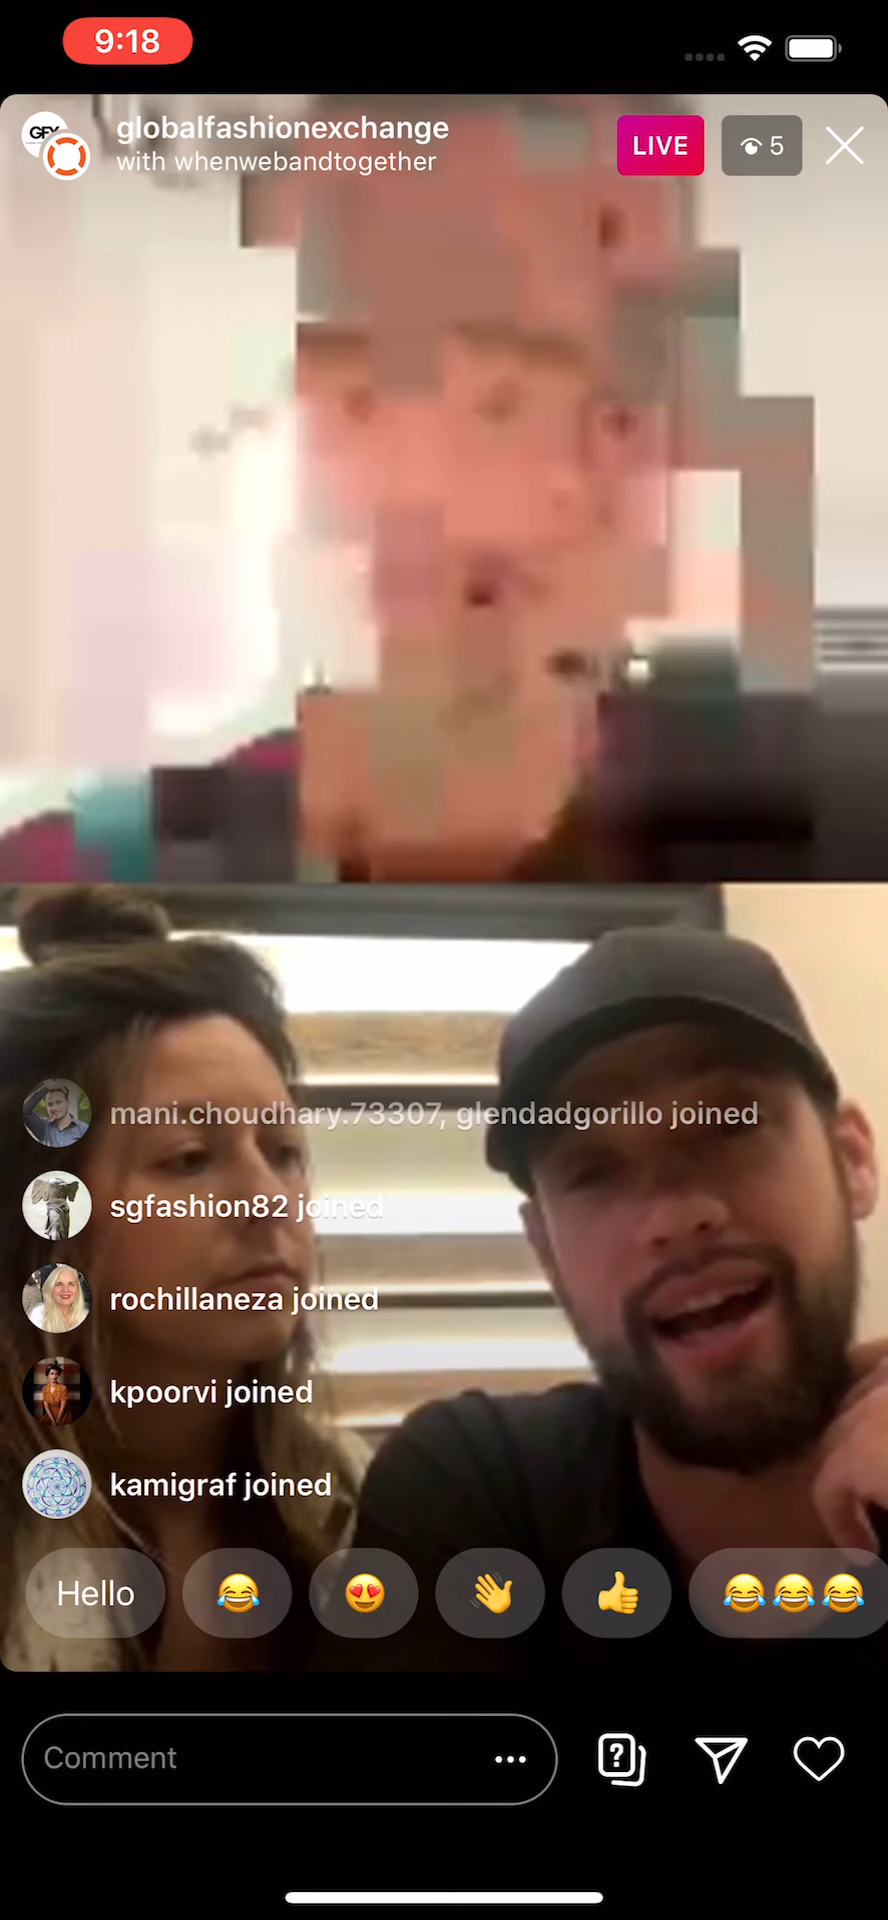 9:18
GFX
globalfashionexchange
with whenwebandtogether
LIVE
5
mani.choudhary.73307, glendadgorillo joined
sgfashion82 joined
rochillaneza joined
kpoorvi joined
kamigraf joined
Hello
Comment
?